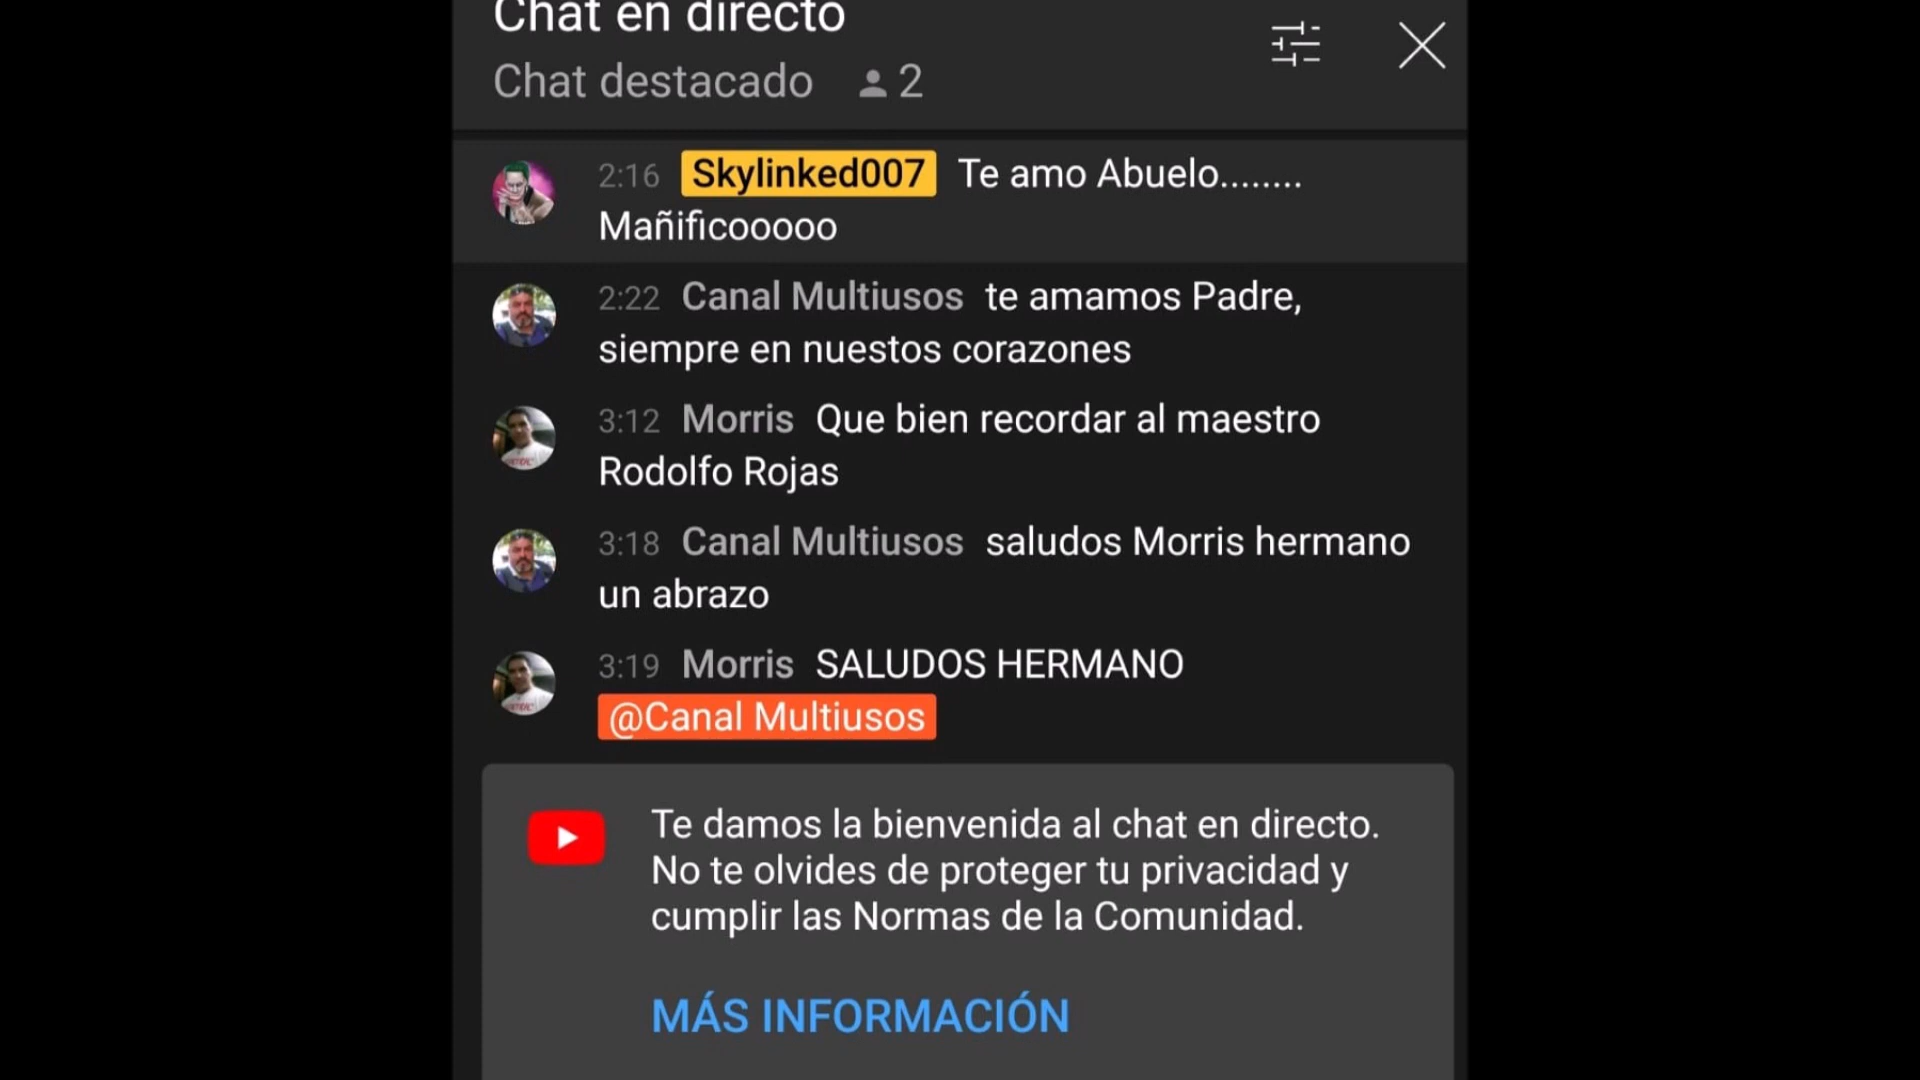 Chat en directo
Chat destacado 2
2:16 Skylinked007 Te amo Abuelo........
Mañificooooo
2:22 Canal Multiusos te amamos Padre,
siempre en nuestos corazones
3:12 Morris Que bien recordar al maestro
Rodolfo Rojas
3:18 Canal Multiusos saludos Morris hermano
un abrazo
3:19 Morris SALUDOS HERMANO
@Canal Multiusos
Te damos la bienvenida al chat en directo.
No te olvides de proteger tu privacidad y
cumplir las Normas de la Comunidad.
MÁS INFORMACIÓN